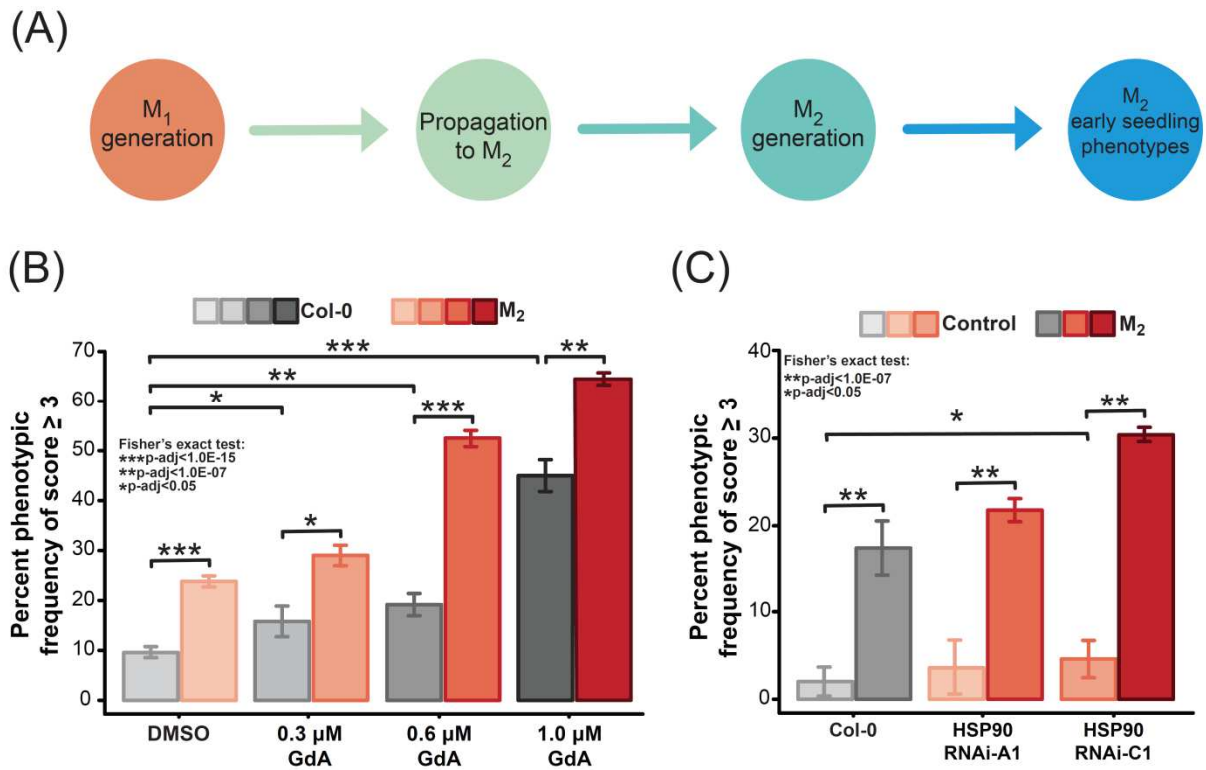 (A)
M1
generation
Propagation
to M2
M2
generation
M2
early seedling
phenotypes
(B)
Col-0
M2
Percent phenotypic
frequency of score ≥ 3
70
60
50
40
30
20
10
0
***
**
*
Fisher's exact test:
***p-adj<1.0E-15
**p-adj<1.0E-07
*p-adj<0.05
***
*
***
**
DMSO
0.3 µM
GdA
0.6 µM
GdA
1.0 µM
GdA
(C)
Control
M2
Percent phenotypic
frequency of score ≥ 3
40
30
20
10
0
Fisher's exact test:
**p-adj<1.0E-07
*p-adj<0.05
*
**
**
**
Col-0
HSP90
RNAi-A1
HSP90
RNAi-C1